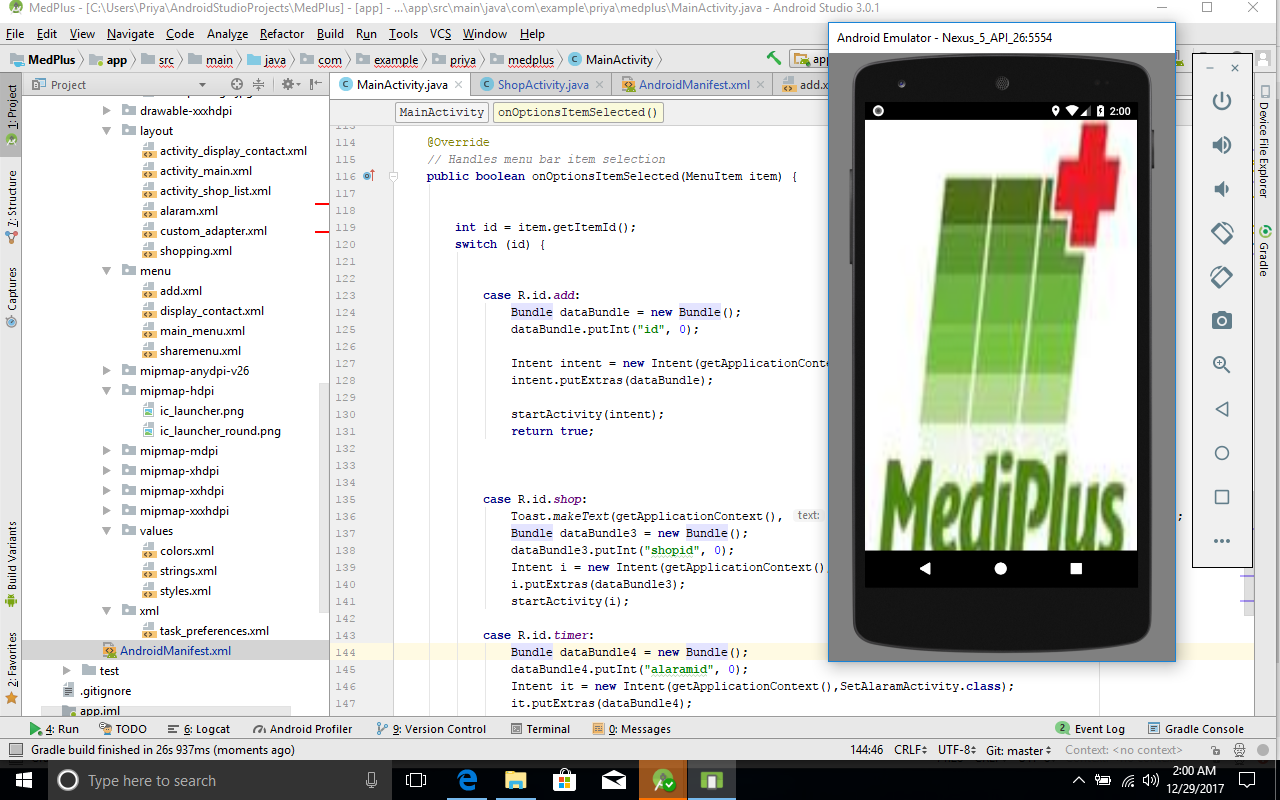 MedPlus - [C:\Users\Priya\AndroidStudioProjects\MedPlus] - [app] - ...\app\src\main\java\com\example\priya\medplus\MainActivity.java - Android Studio 3.0.1
File Edit View Navigate Code Analyze Refactor Build Run Tools VCS Window Help
MedPlus app src main java com example priya medplus MainActivity app
Project
MainActivity.java ShopActivity.java AndroidManifest.xml add.x
MainActivity onOptionsItemSelected()
1: Project
7: Structure
Captures
Build Variants
2: Favorites
drawable-xxxhdpi
layout
activity_display_contact.xml
activity_main.xml
activity_shop_list.xml
alaram.xml
custom_adapter.xml
shopping.xml
menu
add.xml
display_contact.xml
main_menu.xml
sharemenu.xml
mipmap-anydpi-v26
mipmap-hdpi
ic_launcher.png
ic_launcher_round.png
mipmap-mdpi
mipmap-xhdpi
mipmap-xxhdpi
mipmap-xxxhdpi
values
colors.xml
strings.xml
styles.xml
xml
task_preferences.xml
AndroidManifest.xml
test
.gitignore
app.iml
113
114 @Override
115 // Handles menu bar item selection
116 public boolean onOptionsItemSelected(MenuItem item) {
117
118
119 int id = item.getItemId();
120 switch (id) {
121
122
123 case R.id.add:
124 Bundle dataBundle = new Bundle();
125 dataBundle.putInt("id", 0);
126
127 Intent intent = new Intent(getApplicationContex
128 intent.putExtras(dataBundle);
129
130 startActivity(intent);
131 return true;
132
133
134
135 case R.id.shop:
136 Toast.makeText(getApplicationContext(), text: ;
137 Bundle dataBundle3 = new Bundle();
138 dataBundle3.putInt("shopid", 0);
139 Intent i = new Intent(getApplicationContext(),
140 i.putExtras(dataBundle3);
141 startActivity(i);
142
143 case R.id.timer:
144 Bundle dataBundle4 = new Bundle();
145 dataBundle4.putInt("alaramid", 0);
146 Intent it = new Intent(getApplicationContext(),SetAlaramActivity.class);
147 it.putExtras(dataBundle4);
Android Emulator - Nexus_5_API_26:5554
2:00
MediPlus
Device File Explorer
Gradle
4: Run TODO 6: Logcat Android Profiler 9: Version Control Terminal 0: Messages 2 Event Log Gradle Console
Gradle build finished in 26s 937ms (moments ago) 144:46 CRLF UTF-8 Git: master Context: <no context>
Type here to search
2:00 AM
12/29/2017